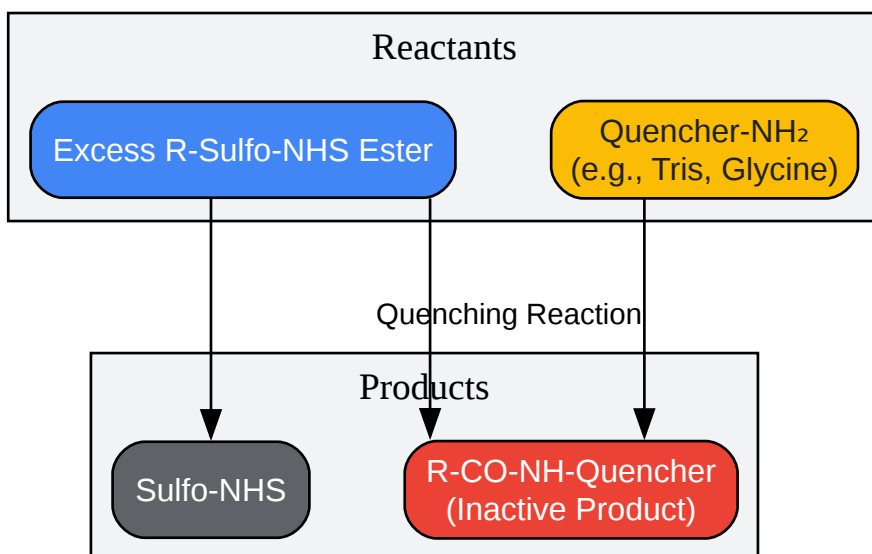 Reactants
Excess R-Sulfo-NHS Ester
Quencher-NH₂
(e.g., Tris, Glycine)
Quenching Reaction
Products
Sulfo-NHS
R-CO-NH-Quencher
(Inactive Product)